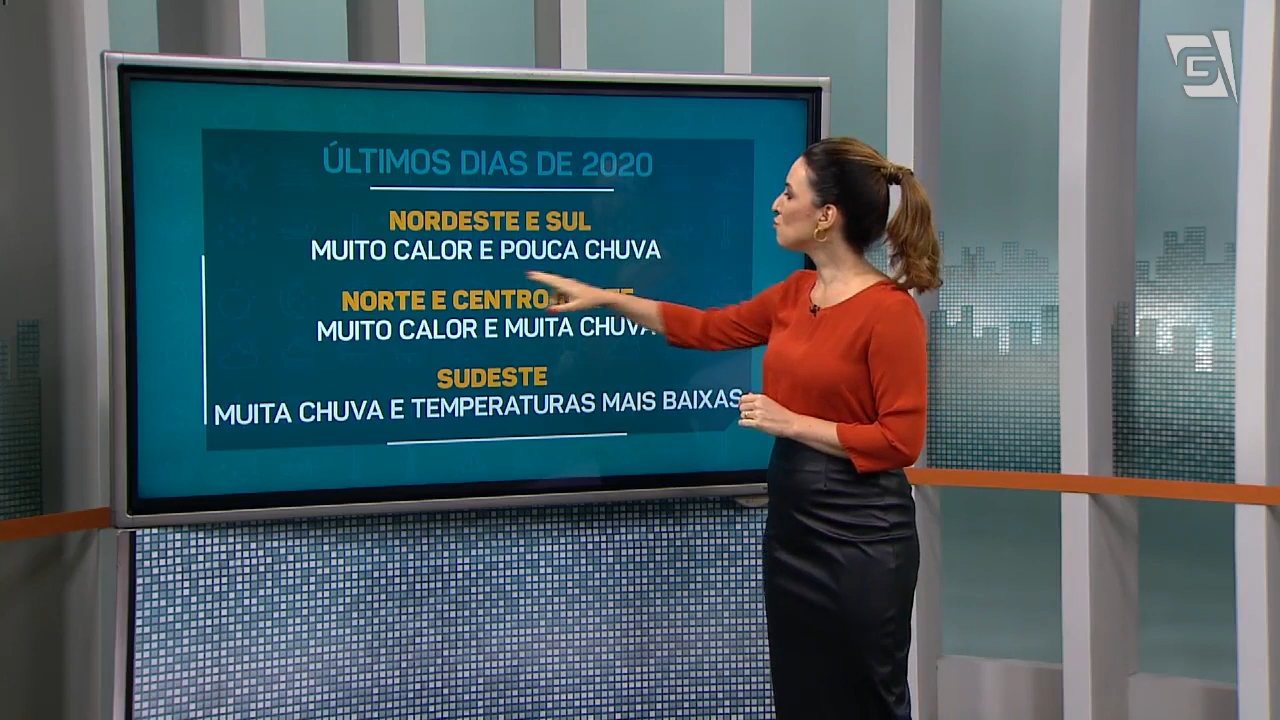 ÚLTIMOS DIAS DE 2020
NORDESTE E SUL
MUITO CALOR E POUCA CHUVA
NORTE E CENTRO
MUITO CALOR E MUITA CHUVA
SUDESTE
MUITA CHUVA E TEMPERATURAS MAIS BAIXAS